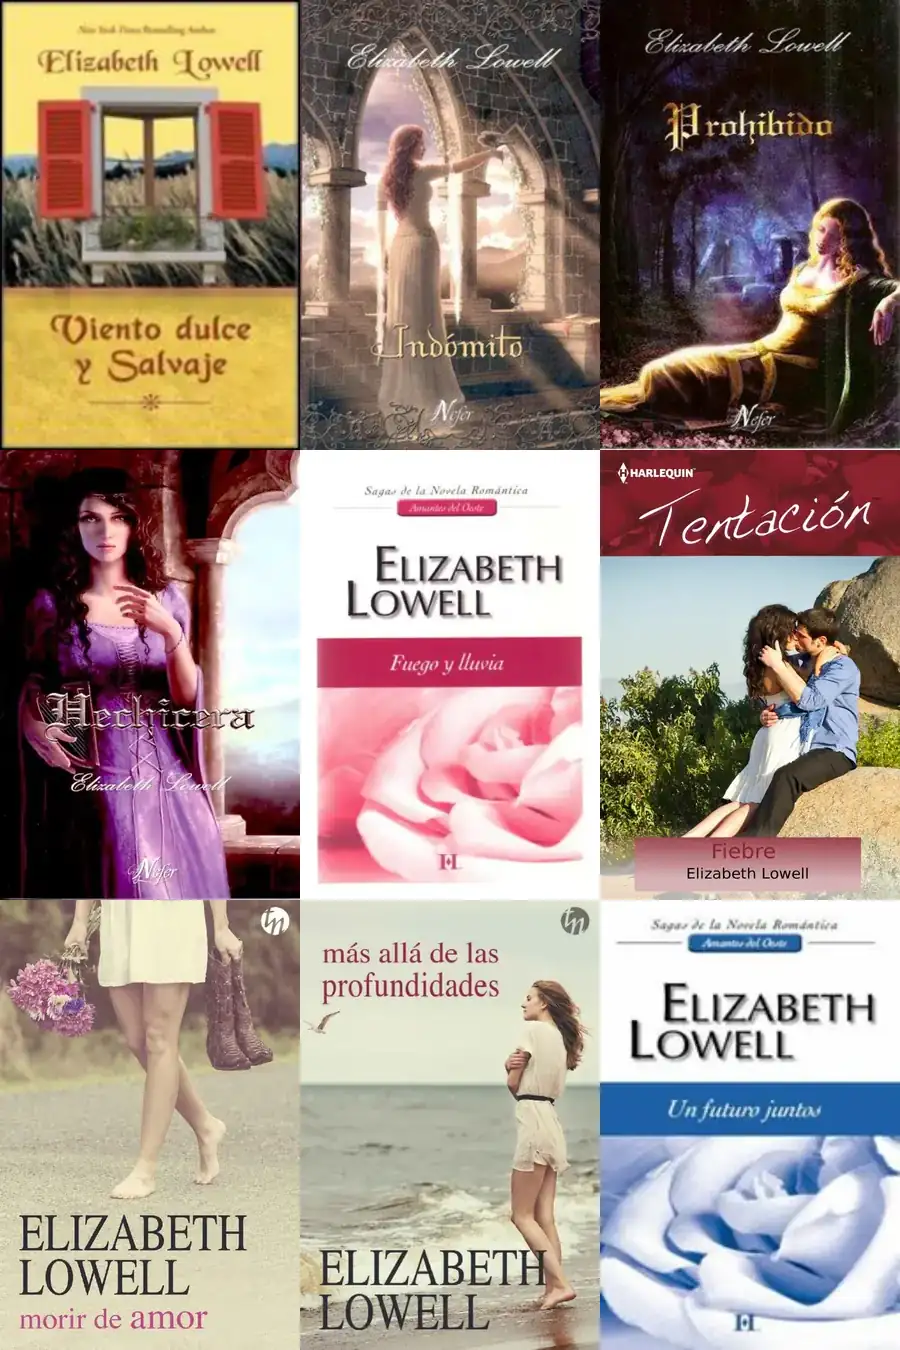 New York Times Bestselling Author
Elizabeth Lowell
Viento dulce
y Salvaje
Elizabeth Lowell
Indómito
Nefer
Elizabeth Lowell
Prohibido
Nefer
Hechicera
Elizabeth Lowell
Nefer
Sagas de la Novela Romántica
Amantes del Oeste
ELIZABETH
LOWELL
Fuego y lluvia
HARLEQUIN™
Tentación
Fiebre
Elizabeth Lowell
tn
ELIZABETH
LOWELL
morir de amor
tn
más allá de las
profundidades
ELIZABETH
LOWELL
Sagas de la Novela Romántica
Amantes del Oeste
ELIZABETH
LOWELL
Un futuro juntos